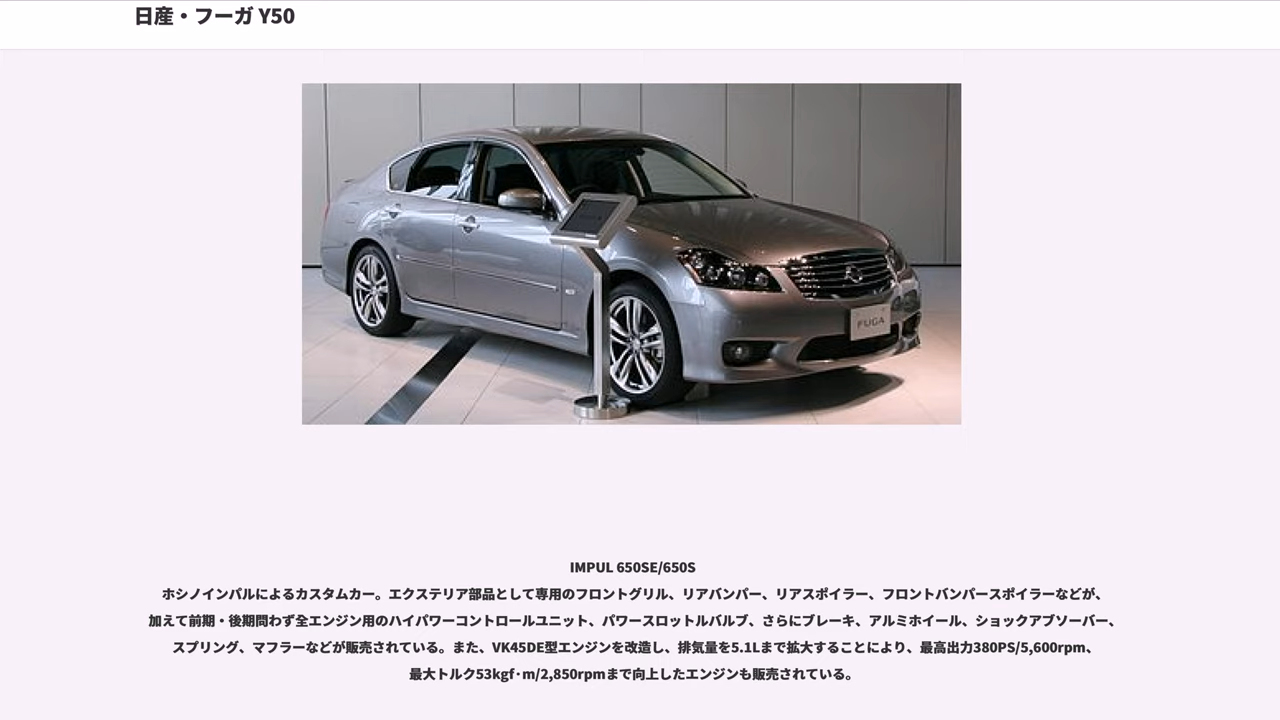 日産・フーガ Y50
FUGA
IMPUL 650SE/650S
ホシノインパルによるカスタムカー。エクステリア部品として専用のフロントグリル、リアバンパー、リアスポイラー、フロントバンパースポイラーなどが、
加えて前期・後期問わず全エンジン用のハイパワーコントロールユニット、パワースロットルバルブ、さらにブレーキ、アルミホイール、ショックアブソーバー、
スプリング、マフラーなどが販売されている。また、VK45DE型エンジンを改造し、排気量を5.1Lまで拡大することにより、最高出力380PS/5,600rpm、
最大トルク53kgf·m/2,850rpmまで向上したエンジンも販売されている。